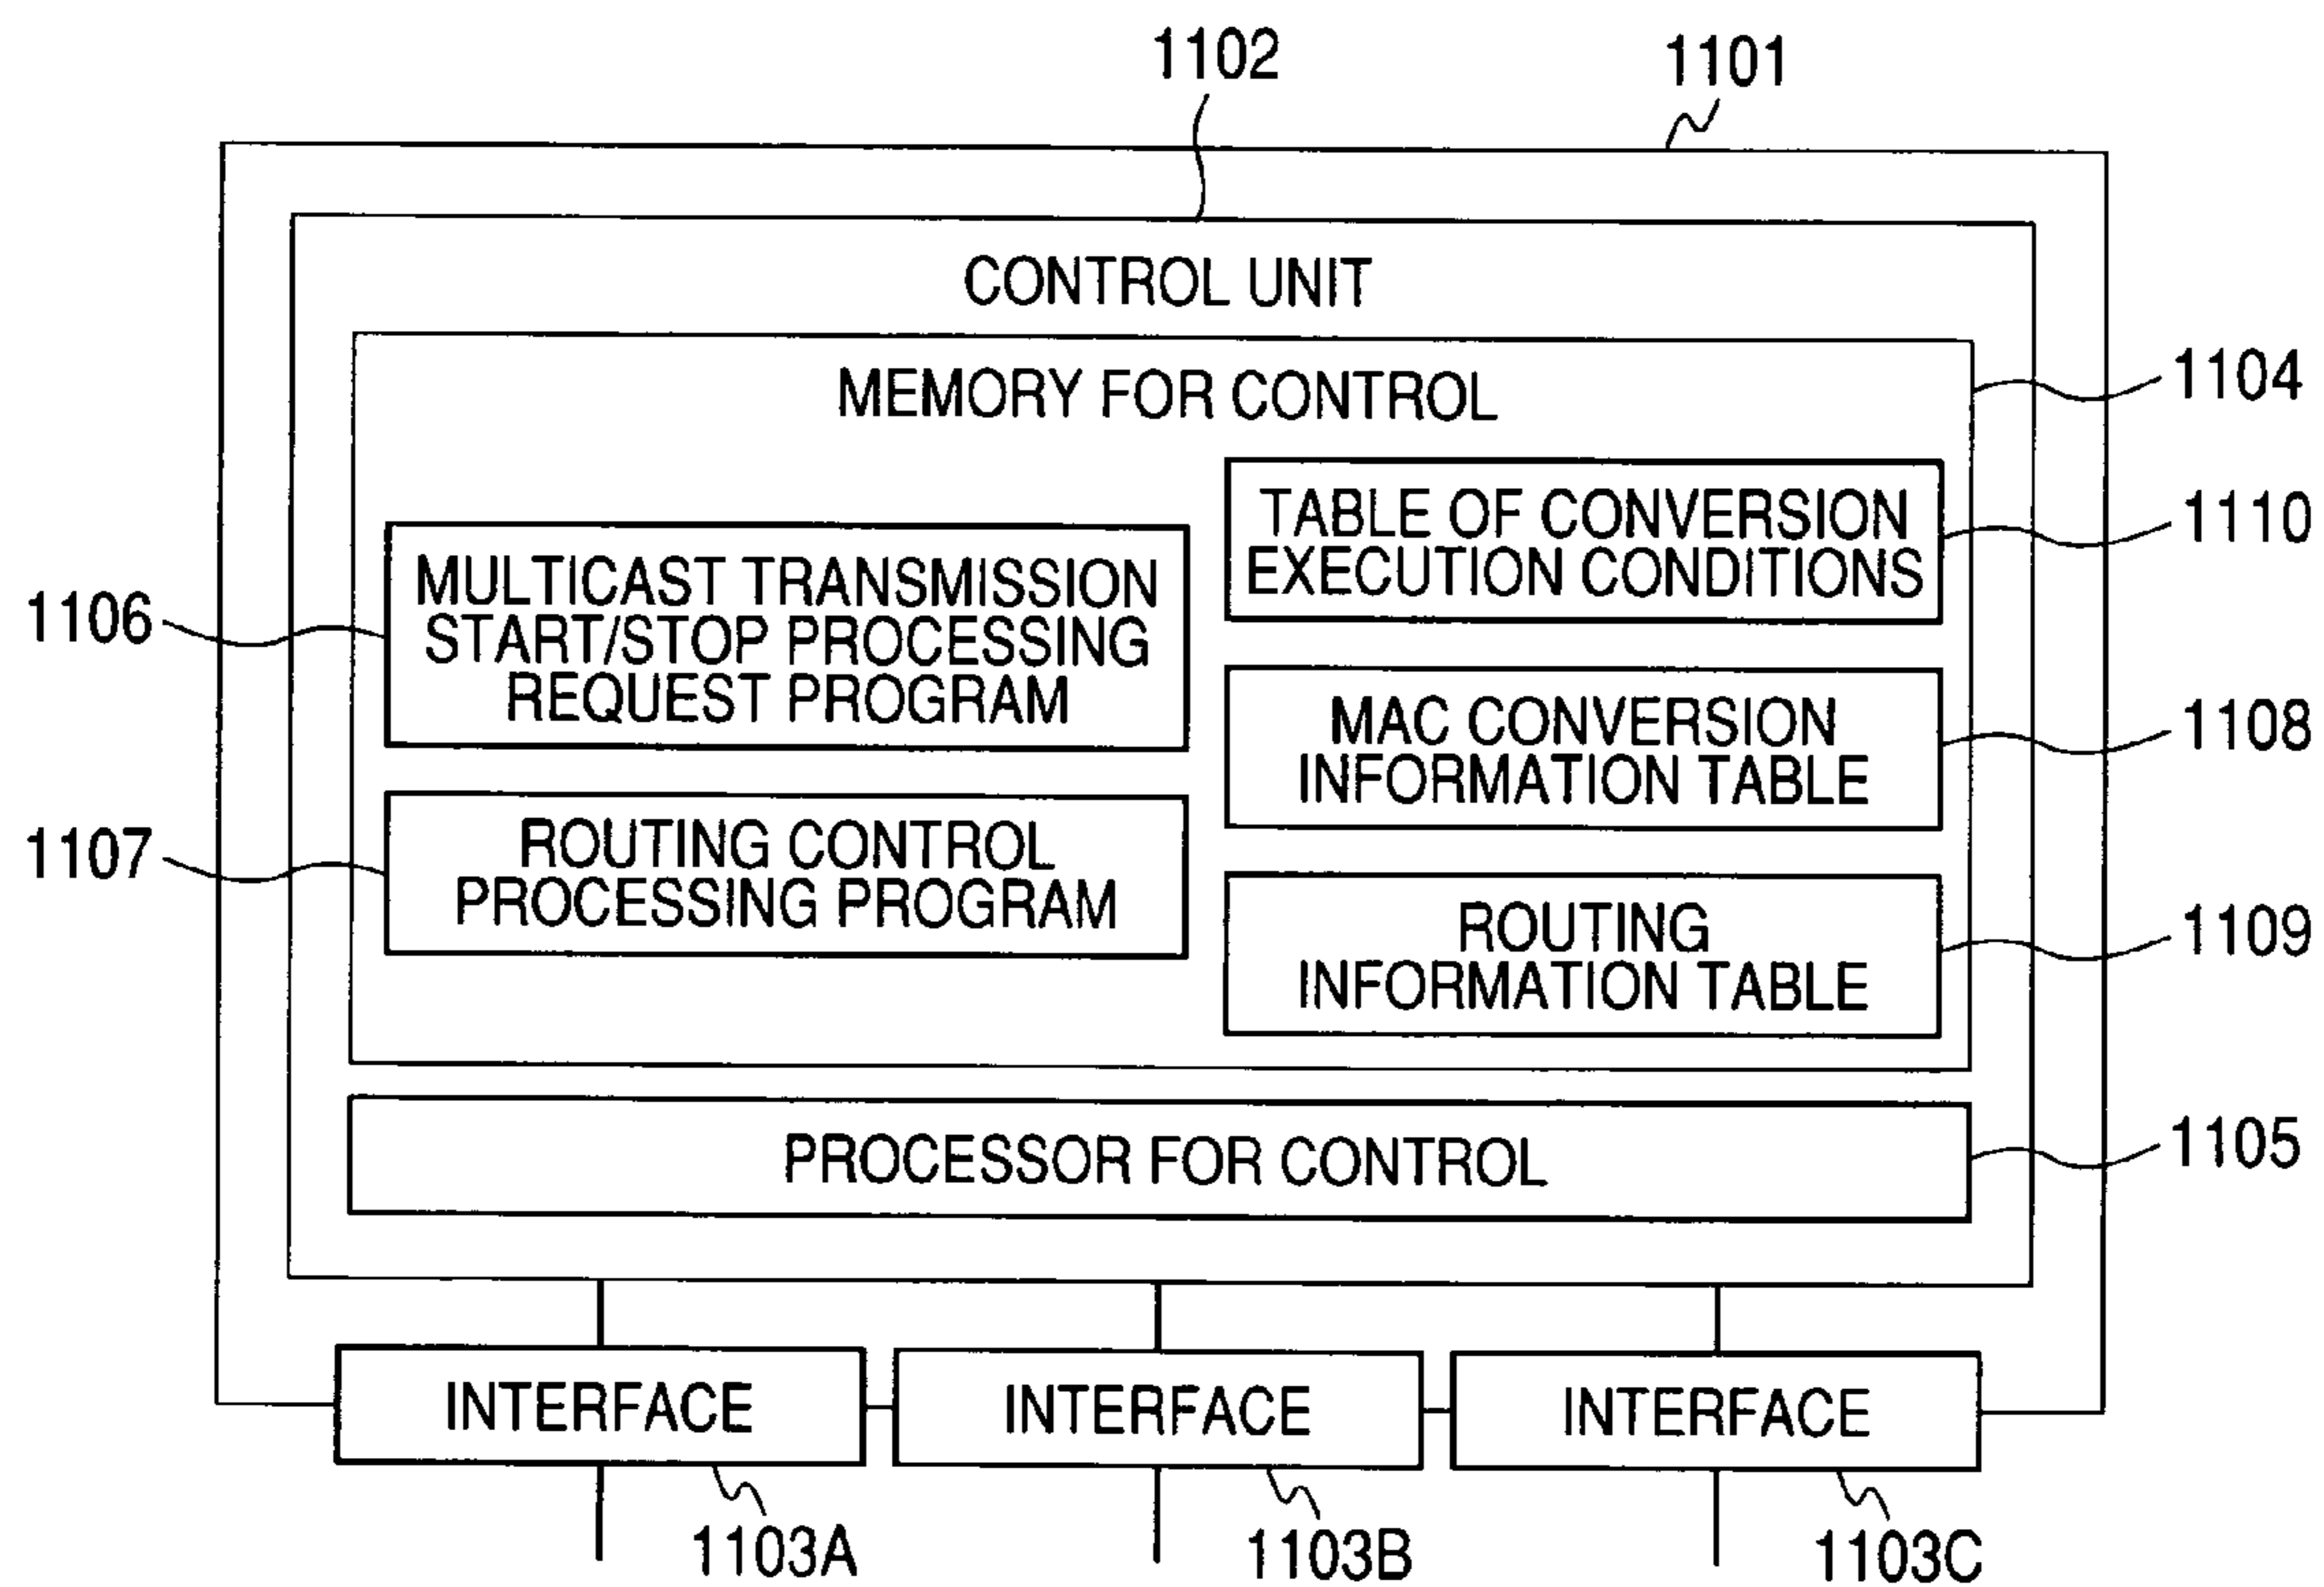 1102
1101
CONTROL UNIT
MEMORY FOR CONTROL
1104
TABLE OF CONVERSION
EXECUTION CONDITIONS
1110
MULTICAST TRANSMISSION
START/STOP PROCESSING
REQUEST PROGRAM
1106
MAC CONVERSION
INFORMATION TABLE
1108
ROUTING CONTROL
PROCESSING PROGRAM
1107
ROUTING
INFORMATION TABLE
1109
PROCESSOR FOR CONTROL
1105
INTERFACE
INTERFACE
INTERFACE
1103A
1103B
1103C